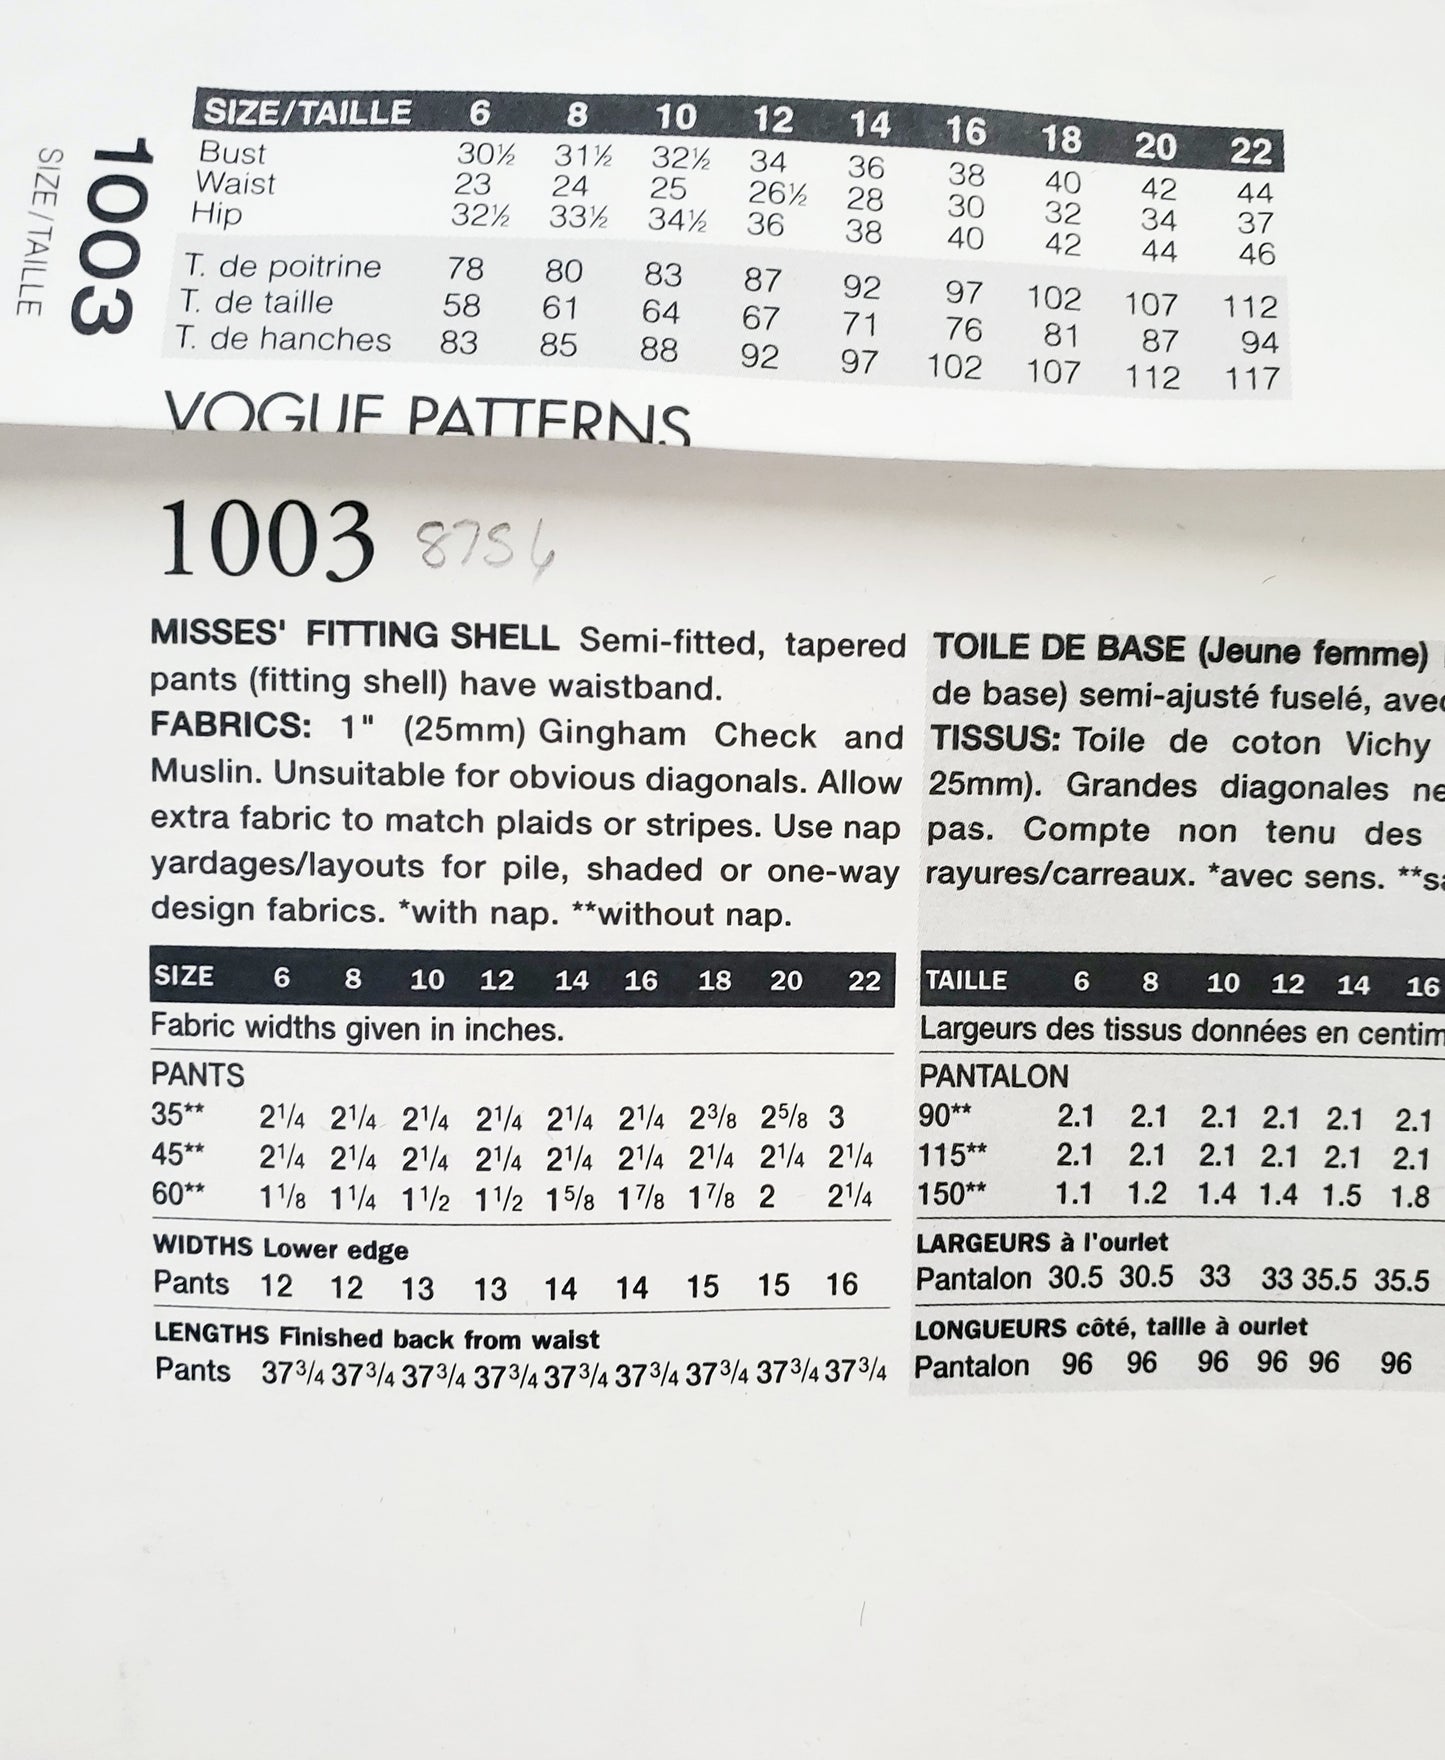 SIZE/TAILLE 6 8 10 12 14 16 18 20 22
Bust 30½ 31½ 32½ 34 36 38 40 42 44
Waist 23 24 25 26½ 28 30 32 34 37
Hip 32½ 33½ 34½ 36 38 40 42 44 46
T. de poitrine 78 80 83 87 92 97 102 107 112
T. de taille 58 61 64 67 71 76 81 87 94
T. de hanches 83 85 88 92 97 102 107 112 117
1003
SIZE/TAILLE
VOGUE PATTERNS
1003 8756
MISSES' FITTING SHELL Semi-fitted, tapered
pants (fitting shell) have waistband.
FABRICS: 1" (25mm) Gingham Check and
Muslin. Unsuitable for obvious diagonals. Allow
extra fabric to match plaids or stripes. Use nap
yardages/layouts for pile, shaded or one-way
design fabrics. *with nap. **without nap.
SIZE 6 8 10 12 14 16 18 20 22
Fabric widths given in inches.
PANTS
35** 21/4 21/4 21/4 21/4 21/4 21/4 23/8 25/8 3
45** 21/4 21/4 21/4 21/4 21/4 21/4 21/4 21/4 21/4
60** 11/8 11/4 11/2 11/2 15/8 17/8 17/8 2 21/4
WIDTHS Lower edge
Pants 12 12 13 13 14 14 15 15 16
LENGTHS Finished back from waist
Pants 373/4 373/4 373/4 373/4 373/4 373/4 373/4 373/4 373/4
TOILE DE BASE (Jeune femme)
de base) semi-ajusté fuselé, avec
TISSUS: Toile de coton Vichy
25mm). Grandes diagonales ne
pas. Compte non tenu des
rayures/carreaux. *avec sens. **sa
TAILLE 6 8 10 12 14 16
Largeurs des tissus données en centim
PANTALON
90** 2.1 2.1 2.1 2.1 2.1 2.1
115** 2.1 2.1 2.1 2.1 2.1 2.1
150** 1.1 1.2 1.4 1.4 1.5 1.8
LARGEURS à l'ourlet
Pantalon 30.5 30.5 33 33 35.5 35.5
LONGUEURS côté, taille à ourlet
Pantalon 96 96 96 96 96 96